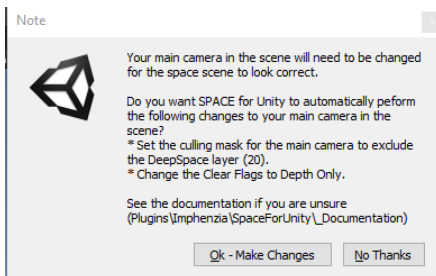 Note
Your main camera in the scene will need to be changed
for the space scene to look correct.
Do you want SPACE for Unity to automatically peform
the following changes to your main camera in the
scene?
* Set the culling mask for the main camera to exclude
the DeepSpace layer (20).
* Change the Clear Flags to Depth Only.
See the documentation if you are unsure
(Plugins\Imphenzia\SpaceForUnity\_Documentation)
Ok - Make Changes
No Thanks